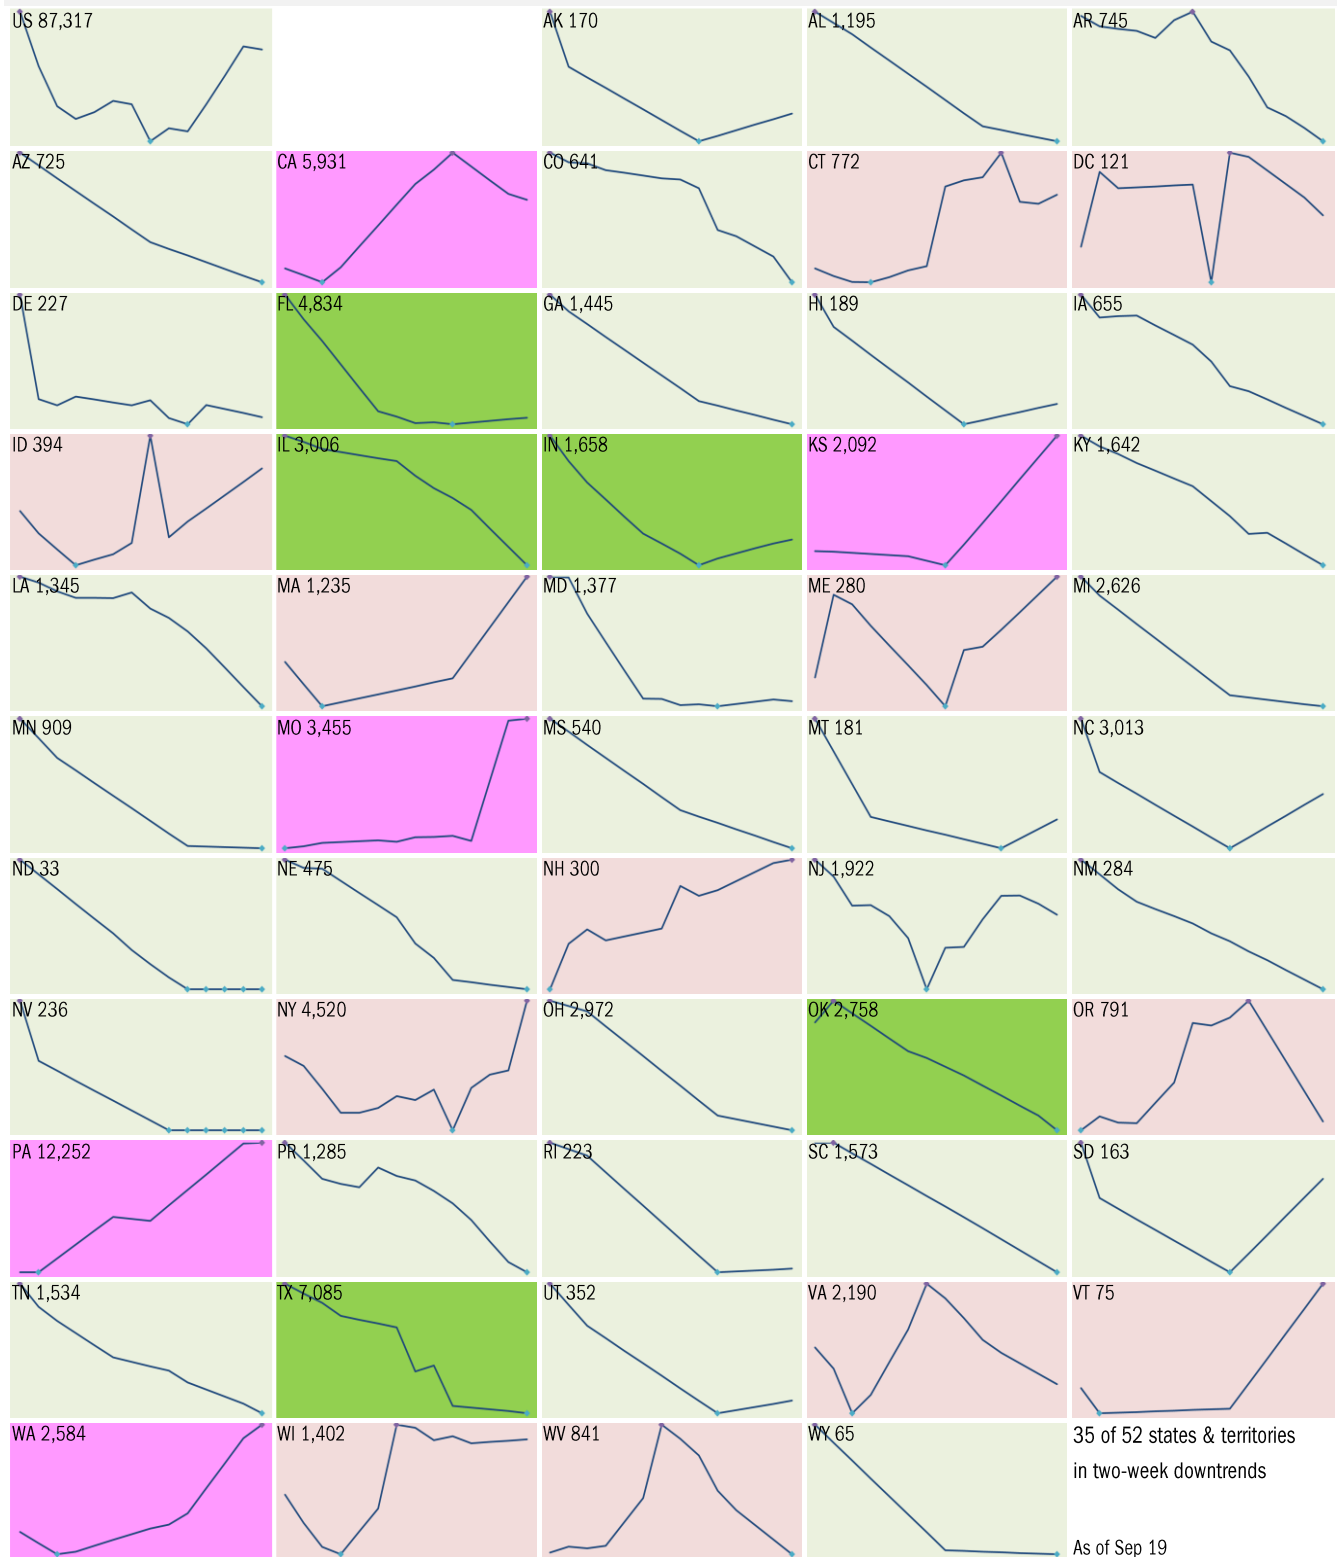 US 87,317
AK 170
AL 1,195
AR 745
AZ 725
CA 5,931
CO 641
CT 772
DC 121
DE 227
FL 4,834
GA 1,445
HI 189
IA 655
ID 394
IL 3,006
IN 1,658
KS 2,092
KY 1,642
LA 1,345
MA 1,235
MD 1,377
ME 280
MI 2,626
MN 909
MO 3,455
MS 540
MT 181
NC 3,013
ND 33
NE 475
NH 300
NJ 1,922
NM 284
NV 236
NY 4,520
OH 2,972
OK 2,758
OR 791
PA 12,252
PR 1,285
RI 223
SC 1,573
SD 163
TN 1,534
TX 7,085
UT 352
VA 2,190
VT 75
WA 2,584
WI 1,402
WV 841
WY 65
35 of 52 states & territories
in two-week downtrends
As of Sep 19